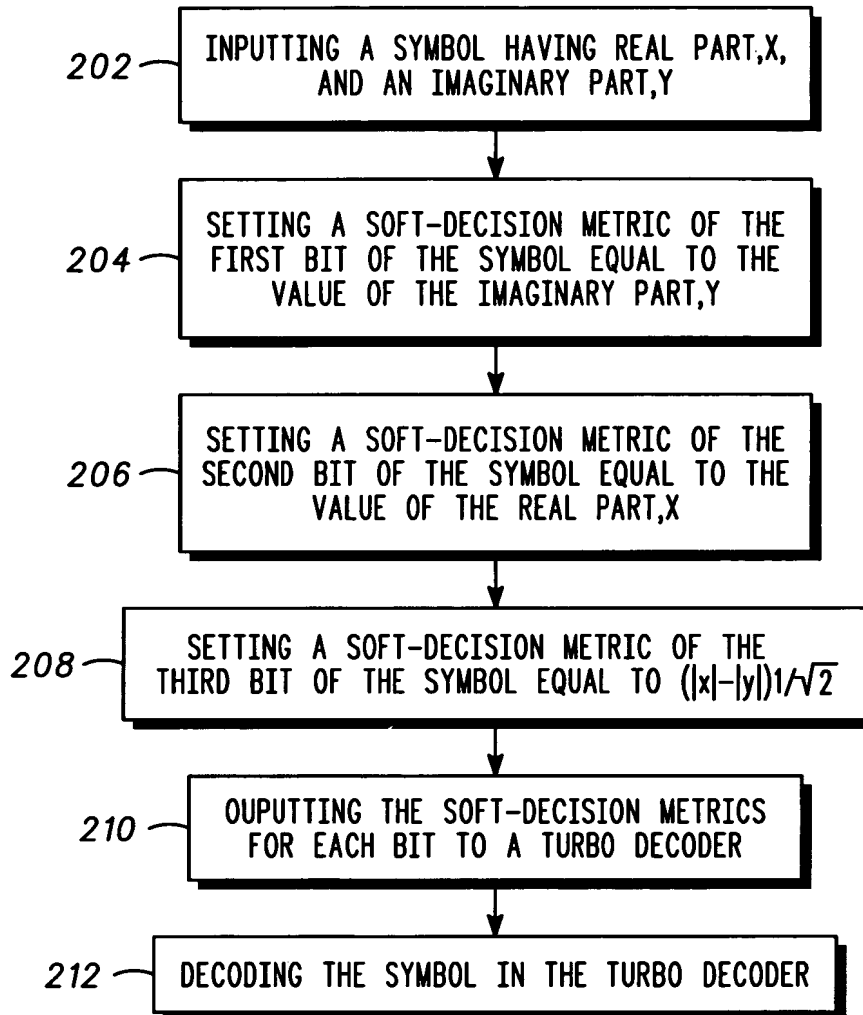 202
INPUTTING A SYMBOL HAVING REAL PART,X,
AND AN IMAGINARY PART,Y
204
SETTING A SOFT-DECISION METRIC OF THE
FIRST BIT OF THE SYMBOL EQUAL TO THE
VALUE OF THE IMAGINARY PART,Y
206
SETTING A SOFT-DECISION METRIC OF THE
SECOND BIT OF THE SYMBOL EQUAL TO THE
VALUE OF THE REAL PART,X
208
SETTING A SOFT-DECISION METRIC OF THE
THIRD BIT OF THE SYMBOL EQUAL TO (|x|-|y|)1/√2
210
OUPUTTING THE SOFT-DECISION METRICS
FOR EACH BIT TO A TURBO DECODER
212
DECODING THE SYMBOL IN THE TURBO DECODER